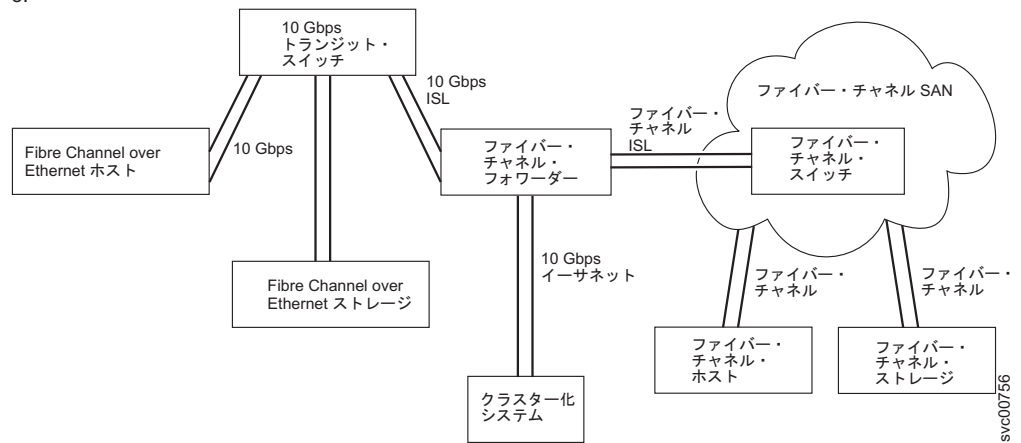 10 Gbps
トランジット・
スイッチ
10 Gbps
ISL
ファイバー・チャネル SAN
ファイバー・
チャネル
ISL
Fibre Channel over
Ethernet ホスト
10 Gbps
ファイバー・
チャネル・
フォワーダー
ファイバー・
チャネル・
スイッチ
10 Gbps
イーサネット
Fibre Channel over
Ethernet ストレージ
ファイバー・
チャネル
ファイバー・
チャネル
ファイバー・
チャネル・
ホスト
ファイバー・
チャネル・
ストレージ
クラスター化
システム
svc00756